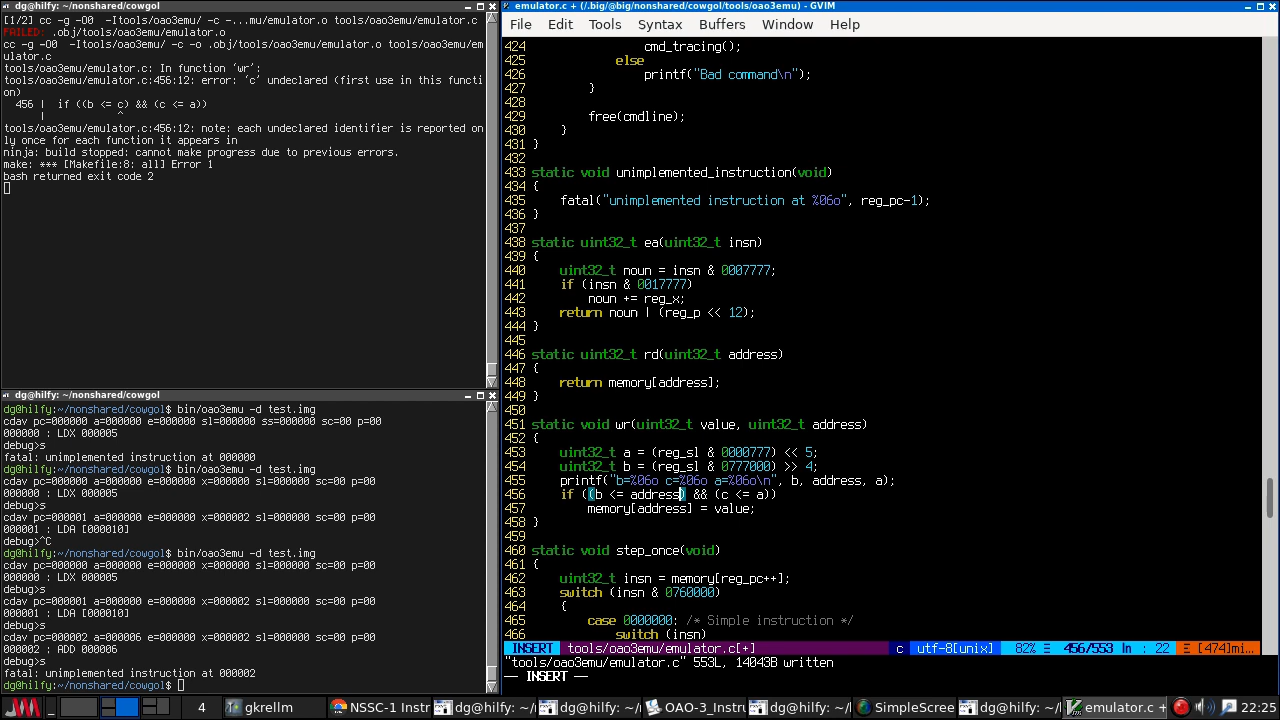 dg@hilfy: ~/nonshared/cowgol
[1/2] cc -g -O0 -Itools/oao3emu/ -c -...mu/emulator.c tools/oao3emu/emulator.c
FAILED: .obj/tools/oao3emu/emulator.o
cc -g -O0  -Itools/oao3emu/ -c -o .obj/tools/oao3emu/emulator.o tools/oao3emu/em
ulator.c
tools/oao3emu/emulator.c: In function ‘wr’:
tools/oao3emu/emulator.c:456:12: error: ‘c’ undeclared (first use in this functi
on)
  456 |  if ((b <= c) && (c <= a))
      |            ^
tools/oao3emu/emulator.c:456:12: note: each undeclared identifier is reported on
ly once for each function it appears in
ninja: build stopped: cannot make progress due to previous errors.
make: *** [Makefile:8: all] Error 1
bash returned exit code 2
dg@hilfy: ~/nonshared/cowgol
dg@hilfy:~/nonshared/cowgol$ bin/oao3emu -d test.img
cdav pc=000000 a=000000 e=000000 sl=000000 ss=000000 sc=00 p=00
000000 : LDX 000005
debug>s
fatal: unimplemented instruction at 000000
dg@hilfy:~/nonshared/cowgol$ bin/oao3emu -d test.img
cdav pc=000000 a=000000 e=000000 x=000000 sl=000000 sc=00 p=00
000000 : LDX 000005
debug>s
cdav pc=000001 a=000000 e=000000 x=000002 sl=000000 sc=00 p=00
000001 : LDA [000010]
debug>^C
dg@hilfy:~/nonshared/cowgol$ bin/oao3emu -d test.img
cdav pc=000000 a=000000 e=000000 x=000000 sl=000000 sc=00 p=00
000000 : LDX 000005
debug>s
cdav pc=000001 a=000000 e=000000 x=000002 sl=000000 sc=00 p=00
000001 : LDA [000010]
debug>s
cdav pc=000002 a=000006 e=000000 x=000002 sl=000000 sc=00 p=00
000002 : ADD 000006
debug>s
fatal: unimplemented instruction at 000002
dg@hilfy:~/nonshared/cowgol$
emulator.c + (/.big/@big/nonshared/cowgol/tools/oao3emu) - GVIM
File Edit Tools Syntax Buffers Window Help
424                 cmd_tracing();
425             else
426                 printf("Bad command\n");
427         }
428
429         free(cmdline);
430     }
431 }
432
433 static void unimplemented_instruction(void)
434 {
435     fatal("unimplemented instruction at %06o", reg_pc-1);
436 }
437
438 static uint32_t ea(uint32_t insn)
439 {
440     uint32_t noun = insn & 0007777;
441     if (insn & 0017777)
442         noun += reg_x;
443     return noun | (reg_p << 12);
444 }
445
446 static uint32_t rd(uint32_t address)
447 {
448     return memory[address];
449 }
450
451 static void wr(uint32_t value, uint32_t address)
452 {
453     uint32_t a = (reg_sl & 0000777) << 5;
454     uint32_t b = (reg_sl & 0777000) >> 4;
455     printf("b=%06o c=%06o a=%06o\n", b, address, a);
456     if ((b <= address) && (c <= a))
457         memory[address] = value;
458 }
459
460 static void step_once(void)
461 {
462     uint32_t insn = memory[reg_pc++];
463     switch (insn & 0760000)
464     {
465         case 0000000: /* Simple instruction */
466             switch (insn)
INSERT tools/oao3emu/emulator.c[+] c utf-8[unix] 82% Ξ 456/553 ln : 22 Ξ [474]mi...
"tools/oao3emu/emulator.c" 553L, 14043B written
-- INSERT --
4 gkrellm NSSC-1 Instr dg@hilfy: ~/ dg@hilfy: ~/ OAO-3_Instru dg@hilfy: ~/ SimpleScree dg@hilfy: ~/ emulator.c + 22:25